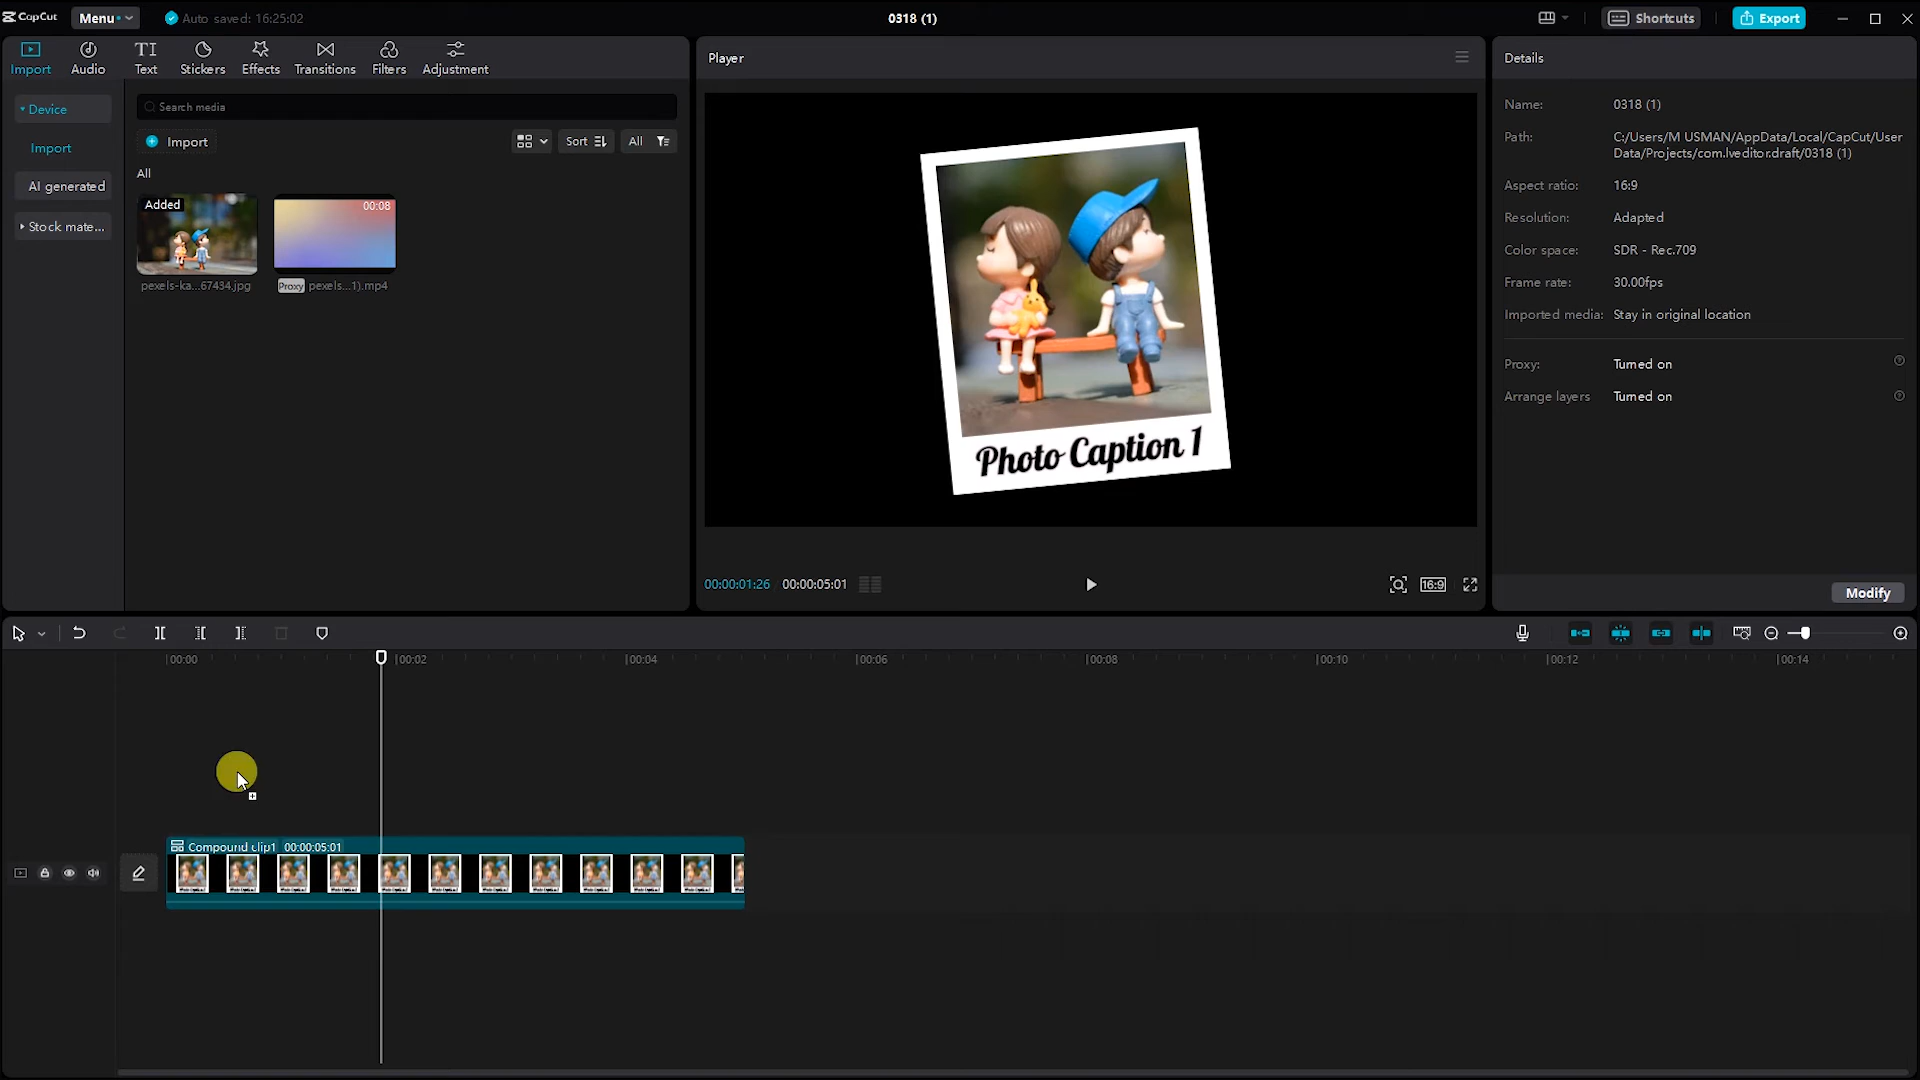 CapCut
Menu
Auto saved: 16:25:02
0318 (1)
Shortcuts
Export
Import
Audio
TI
Text
Stickers
Effects
Transitions
Filters
Adjustment
Device
Import
AI generated
Stock mate...
Search media
Import
Sort
All
All
Added
00:08
pexels-ka...67434.jpg
Proxy pexels...1).mp4
Player
Photo Caption 1
00:00:01:26
00:00:05:01
16:9
Details
Name: 0318 (1)
Path: C:/Users/M USMAN/AppData/Local/CapCut/User
Data/Projects/com.lveditor.draft/0318 (1)
Aspect ratio: 16:9
Resolution: Adapted
Color space: SDR - Rec.709
Frame rate: 30.00fps
Imported media: Stay in original location
Proxy: Turned on
Arrange layers Turned on
Modify
00:00
00:02
00:04
00:06
00:08
00:10
00:12
00:14
Compound clip1 00:00:05:01